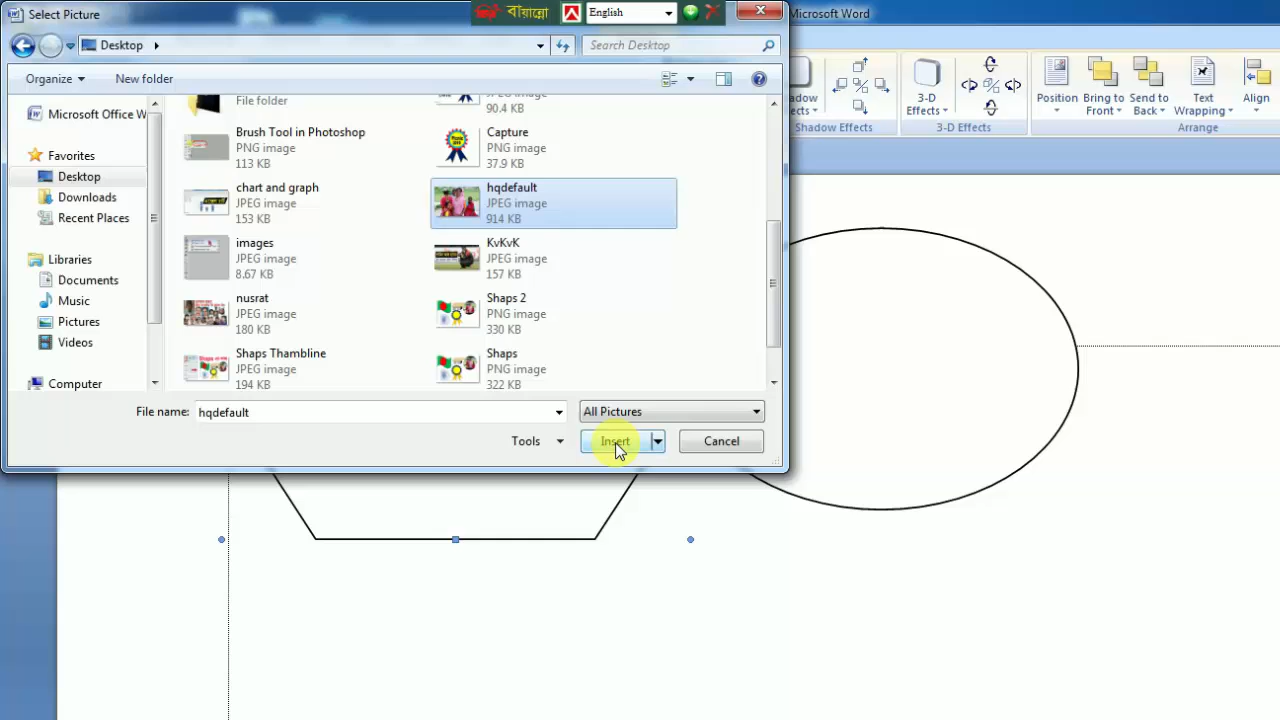 Select Picture
বায়ান্নো
English
Microsoft Word
Desktop
Search Desktop
Organize
New folder
Microsoft Office W
Favorites
Desktop
Downloads
Recent Places
Libraries
Documents
Music
Pictures
Videos
Computer
File folder
JPEG image
90.4 KB
Brush Tool in Photoshop
PNG image
113 KB
Capture
PNG image
37.9 KB
chart and graph
JPEG image
153 KB
hqdefault
JPEG image
914 KB
images
JPEG image
8.67 KB
KvKvK
JPEG image
157 KB
nusrat
JPEG image
180 KB
Shaps 2
PNG image
330 KB
Shaps Thambline
JPEG image
194 KB
Shaps
PNG image
322 KB
File name:
hqdefault
All Pictures
Tools
Insert
Cancel
Shadow Effects
3-D
Effects
3-D Effects
Position
Bring to
Front
Send to
Back
Text
Wrapping
Align
Arrange